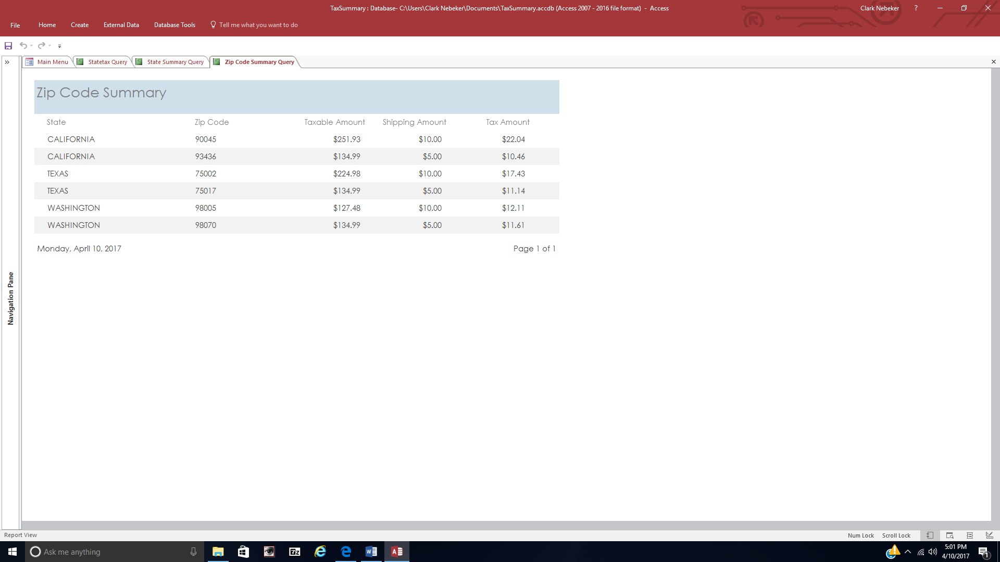 TaxSummary : Database- C:\Users\Clark Nebeker\Documents\TaxSummary.accdb (Access 2007 - 2016 file format) - Access
Clark Nebeker ?
File Home Create External Data Database Tools Tell me what you want to do
Main Menu Statetax Query State Summary Query Zip Code Summary Query
Navigation Pane
Zip Code Summary
State Zip Code Taxable Amount Shipping Amount Tax Amount
CALIFORNIA 90045 $251.93 $10.00 $22.04
CALIFORNIA 93436 $134.99 $5.00 $10.46
TEXAS 75002 $224.98 $10.00 $17.43
TEXAS 75017 $134.99 $5.00 $11.14
WASHINGTON 98005 $127.48 $10.00 $12.11
WASHINGTON 98070 $134.99 $5.00 $11.61
Monday, April 10, 2017 Page 1 of 1
Report View Num Lock Scroll Lock
Ask me anything
7z
5:01 PM
4/10/2017
1